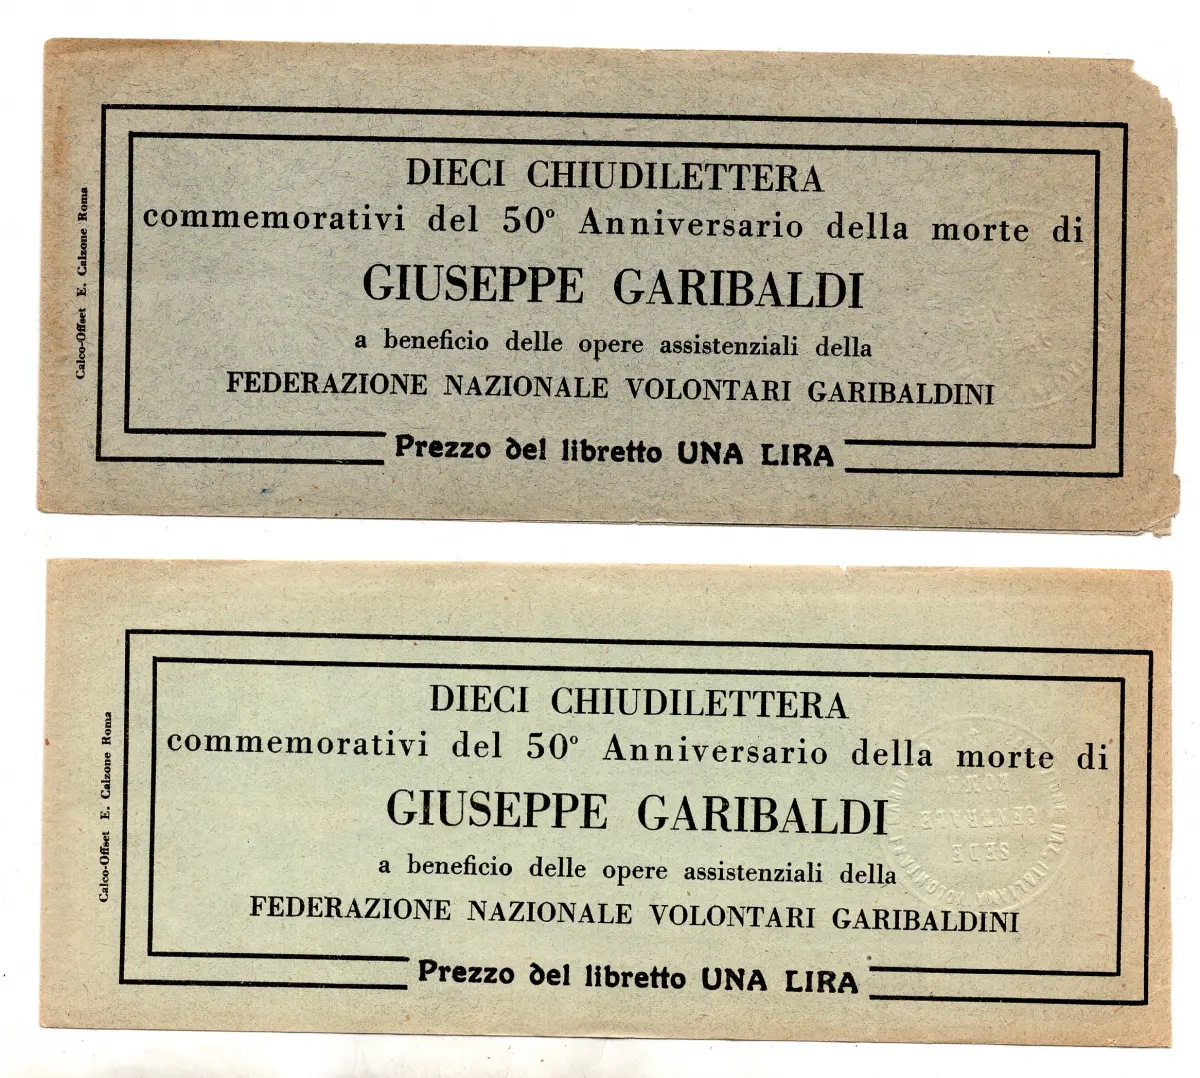 DIECI CHIUDILETTERA
commemorativi del 50° Anniversario della morte di
GIUSEPPE GARIBALDI
a beneficio delle opere assistenziali della
FEDERAZIONE NAZIONALE VOLONTARI GARIBALDINI
Prezzo del libretto UNA LIRA
Calco-Offset E. Calzone Roma
DIECI CHIUDILETTERA
commemorativi del 50° Anniversario della morte di
GIUSEPPE GARIBALDI
a beneficio delle opere assistenziali della
FEDERAZIONE NAZIONALE VOLONTARI GARIBALDINI
Prezzo del libretto UNA LIRA
Calco-Offset E. Calzone Roma
SEDE
CENTRALE
ROMA